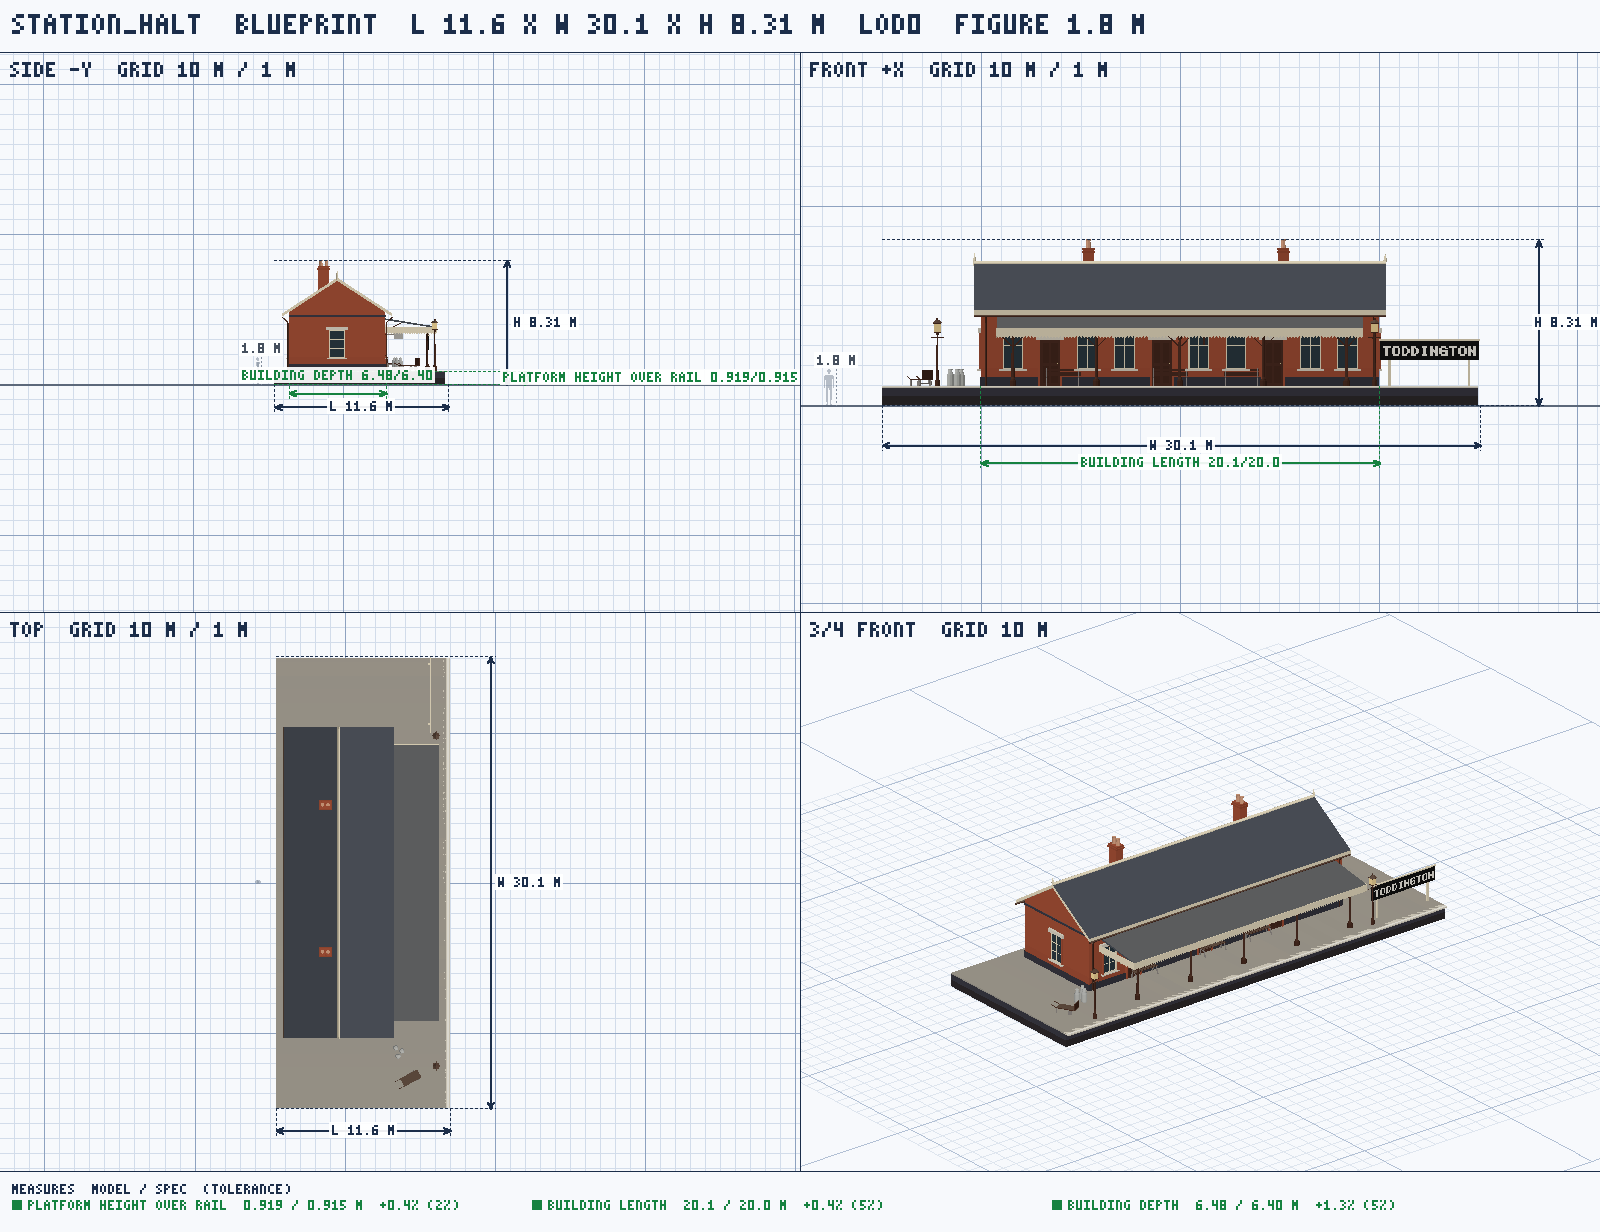 STATION_HALT BLUEPRINT L 11.6 X W 30.1 X H 8.31 M LOD0 FIGURE 1.8 M
SIDE -Y GRID 10 M / 1 M
1.8 M
H 8.31 M
BUILDING DEPTH 6.48/6.40
PLATFORM HEIGHT OVER RAIL 0.919/0.915
L 11.6 M
FRONT +X GRID 10 M / 1 M
1.8 M
TODDINGTON
H 8.31 M
W 30.1 M
BUILDING LENGTH 20.1/20.0
TOP GRID 10 M / 1 M
W 30.1 M
L 11.6 M
3/4 FRONT GRID 10 M
TODDINGTON
MEASURES MODEL / SPEC (TOLERANCE)
PLATFORM HEIGHT OVER RAIL 0.919 / 0.915 M +0.4% (2%)
BUILDING LENGTH 20.1 / 20.0 M +0.4% (5%)
BUILDING DEPTH 6.48 / 6.40 M +1.3% (5%)